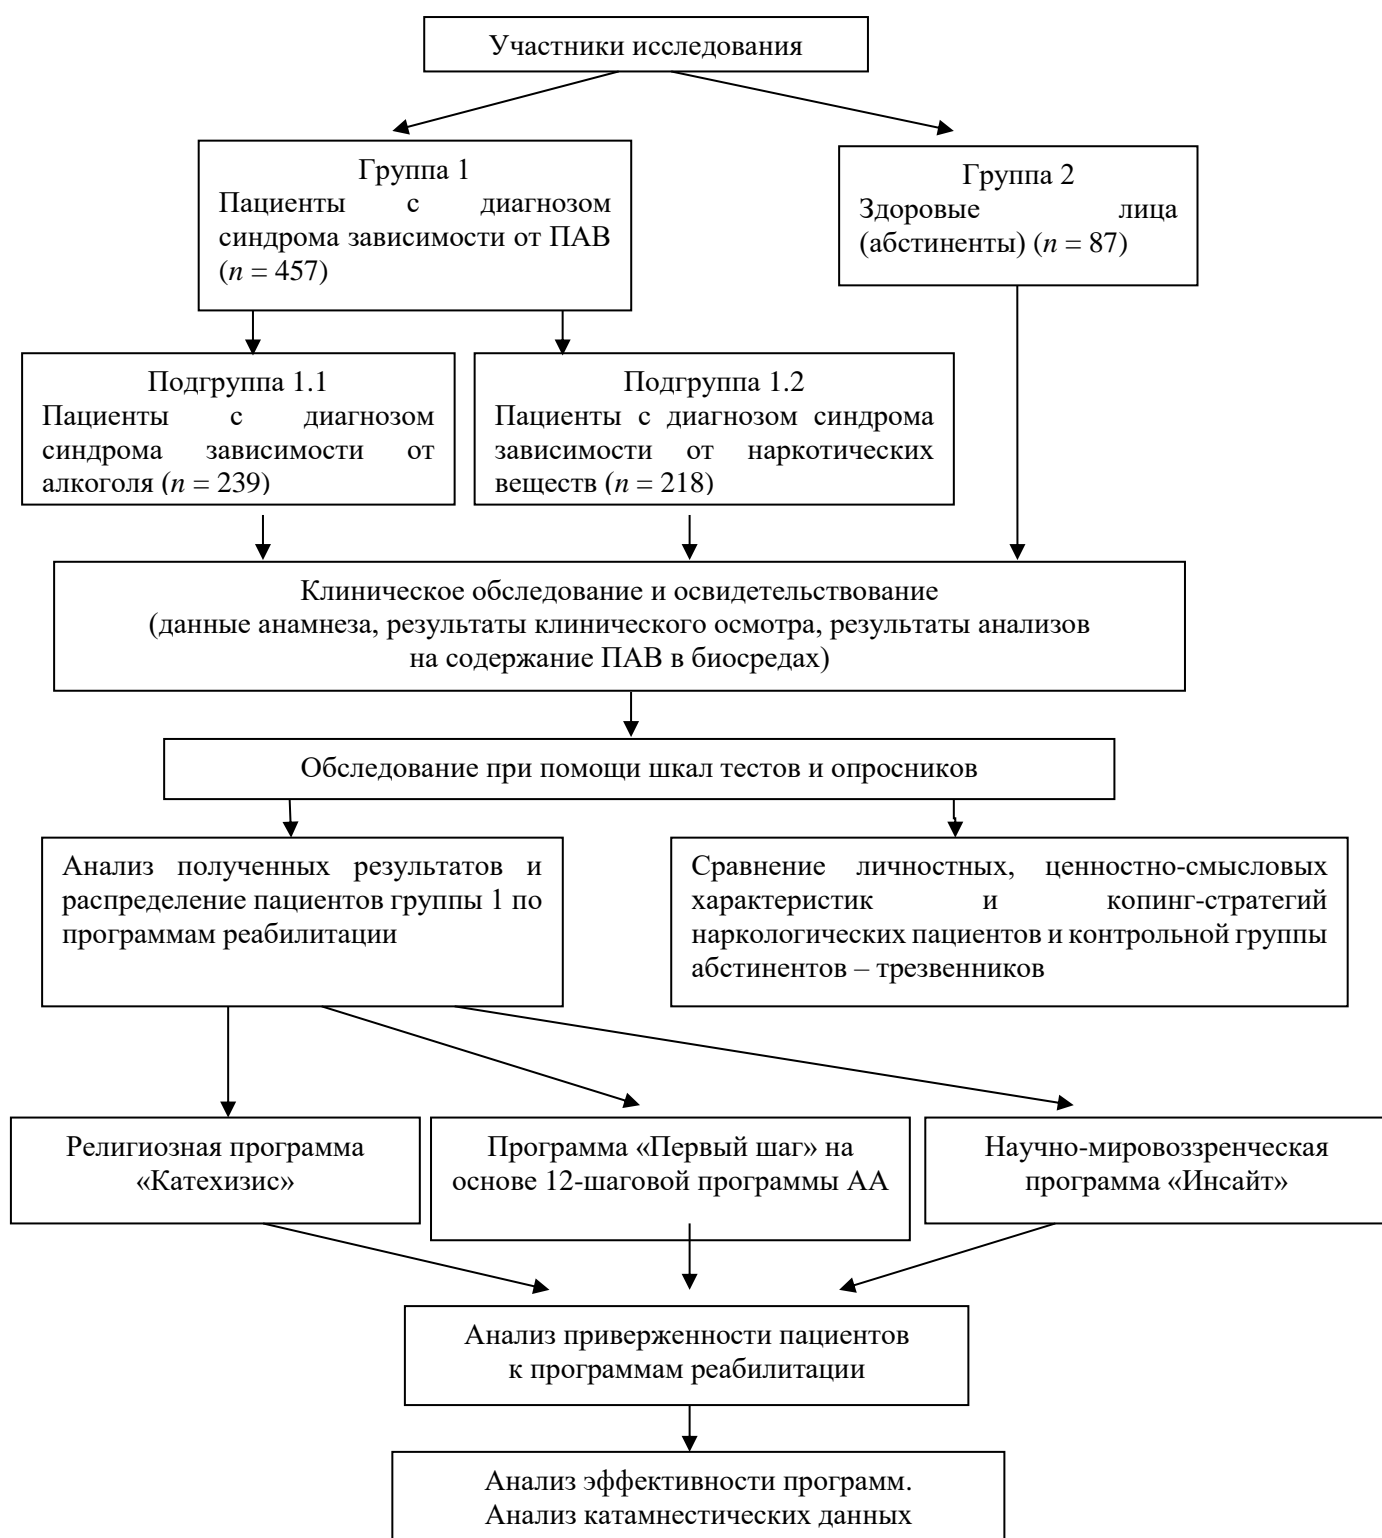 Участники исследования
Группа 1
Пациенты с диагнозом
синдрома зависимости от ПАВ
(n = 457)
Группа 2
Здоровые лица
(абстиненты) (n = 87)
Подгруппа 1.1
Пациенты с диагнозом
синдрома зависимости от
алкоголя (n = 239)
Подгруппа 1.2
Пациенты с диагнозом синдрома
зависимости от наркотических
веществ (n = 218)
Клиническое обследование и освидетельствование
(данные анамнеза, результаты клинического осмотра, результаты анализов
на содержание ПАВ в биосредах)
Обследование при помощи шкал тестов и опросников
Анализ полученных результатов и
распределение пациентов группы 1 по
программам реабилитации
Сравнение личностных, ценностно-смысловых
характеристик и копинг-стратегий
наркологических пациентов и контрольной группы
абстинентов – трезвенников
Религиозная программа
«Катехизис»
Программа «Первый шаг» на
основе 12-шаговой программы АА
Научно-мировоззренческая
программа «Инсайт»
Анализ приверженности пациентов
к программам реабилитации
Анализ эффективности программ.
Анализ катамнестических данных